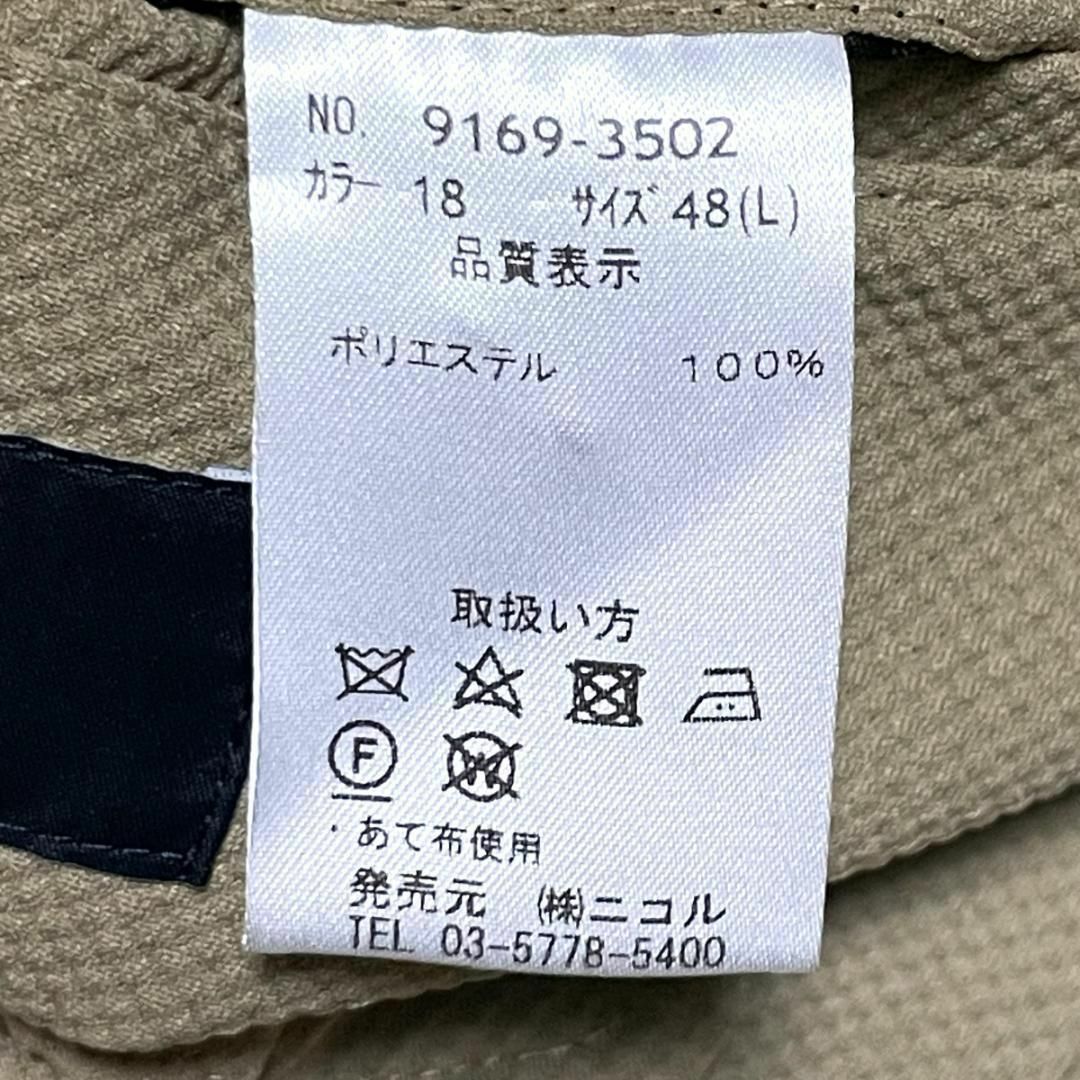 NO. 9169-3502
カラー 18 サイズ 48(L)
品質表示
ポリエステル 100%
取扱い方
F W
・あて布使用
発売元 (株)ニコル
TEL 03-5778-5400